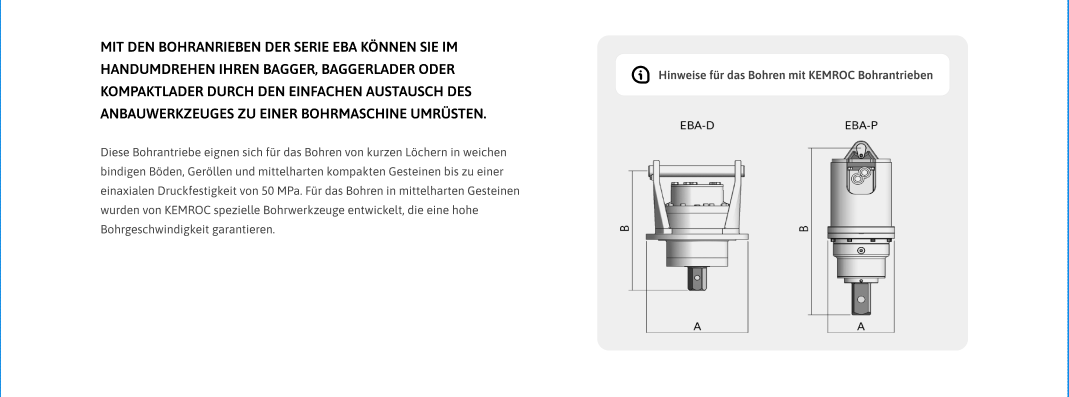 MIT DEN BOHRANRIEBEN DER SERIE EBA KÖNNEN SIE IM
HANDUMDREHEN IHREN BAGGER, BAGGERLADER ODER
KOMPAKTLADER DURCH DEN EINFACHEN AUSTAUSCH DES
ANBAUWERKZEUGES ZU EINER BOHRMASCHINE UMRÜSTEN.
Diese Bohrantriebe eignen sich für das Bohren von kurzen Löchern in weichen
bindigen Böden, Geröllen und mittelharten kompakten Gesteinen bis zu einer
einaxialen Druckfestigkeit von 50 MPa. Für das Bohren in mittelharten Gesteinen
wurden von KEMROC spezielle Bohrwerkzeuge entwickelt, die eine hohe
Bohrgeschwindigkeit garantieren.
Hinweise für das Bohren mit KEMROC Bohrantrieben
EBA-D
EBA-P
B
B
A
A